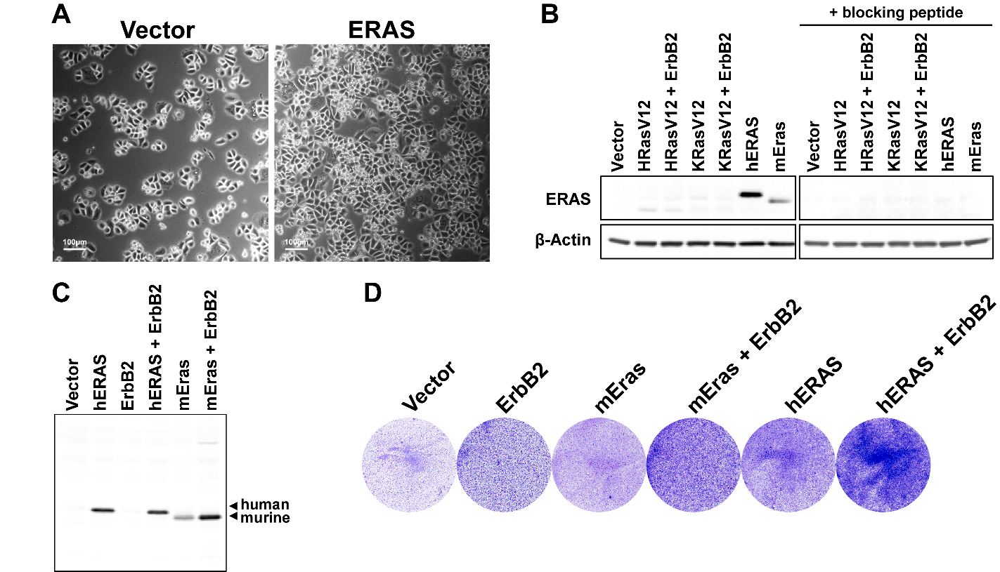 A
Vector
ERAS
100µm
100µm
B
+ blocking peptide
Vector
HRasV12
HRasV12 + ErbB2
KRasV12
KRasV12 + ErbB2
hERAS
mEras
Vector
HRasV12
HRasV12 + ErbB2
KRasV12
KRasV12 + ErbB2
hERAS
mEras
ERAS
β-Actin
C
Vector
hERAS
ErbB2
hERAS + ErbB2
mEras
mEras + ErbB2
human
murine
D
Vector
ErbB2
mEras
mEras + ErbB2
hERAS
hERAS + ErbB2